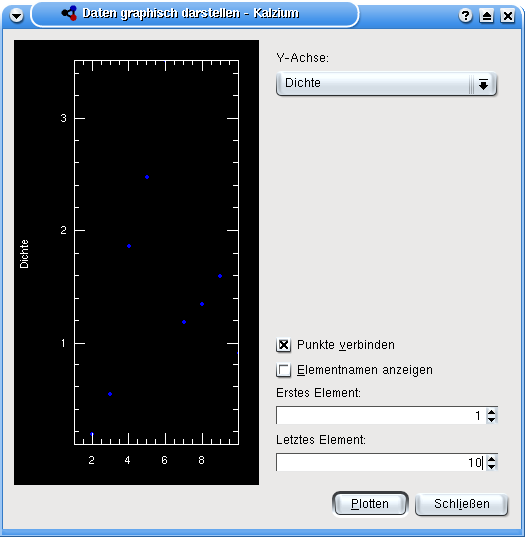 Daten graphisch darstellen - Kalzium
Y-Achse:
Dichte
3
2
1
Dichte
2 4 6 8
Punkte verbinden
Elementnamen anzeigen
Erstes Element:
1
Letztes Element:
10
Plotten Schließen